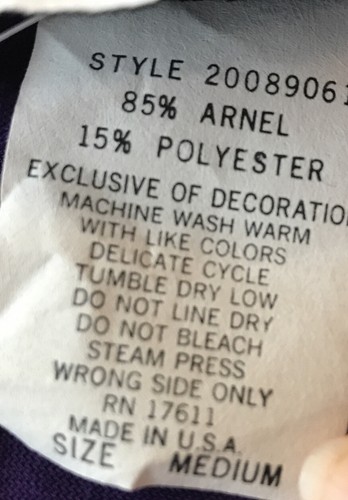 STYLE 2008906
85% ARNEL
15% POLYESTER
EXCLUSIVE OF DECORATIO
MACHINE WASH WARM
WITH LIKE COLORS
DELICATE CYCLE
TUMBLE DRY LOW
DO NOT LINE DRY
DO NOT BLEACH
STEAM PRESS
WRONG SIDE ONLY
RN 17611
MADE IN U.S.A.
SIZE MEDIUM